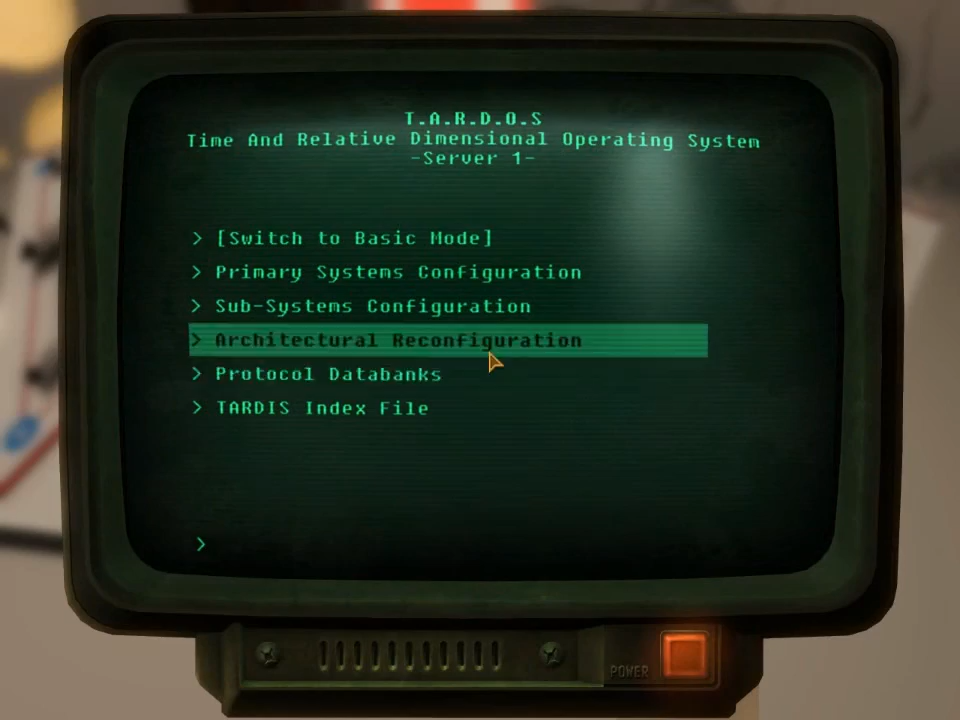 T.A.R.D.O.S
Time And Relative Dimensional Operating System
-Server 1-
> [Switch to Basic Mode]
> Primary Systems Configuration
> Sub-Systems Configuration
> Architectural Reconfiguration
> Protocol Databanks
> TARDIS Index File
>
POWER